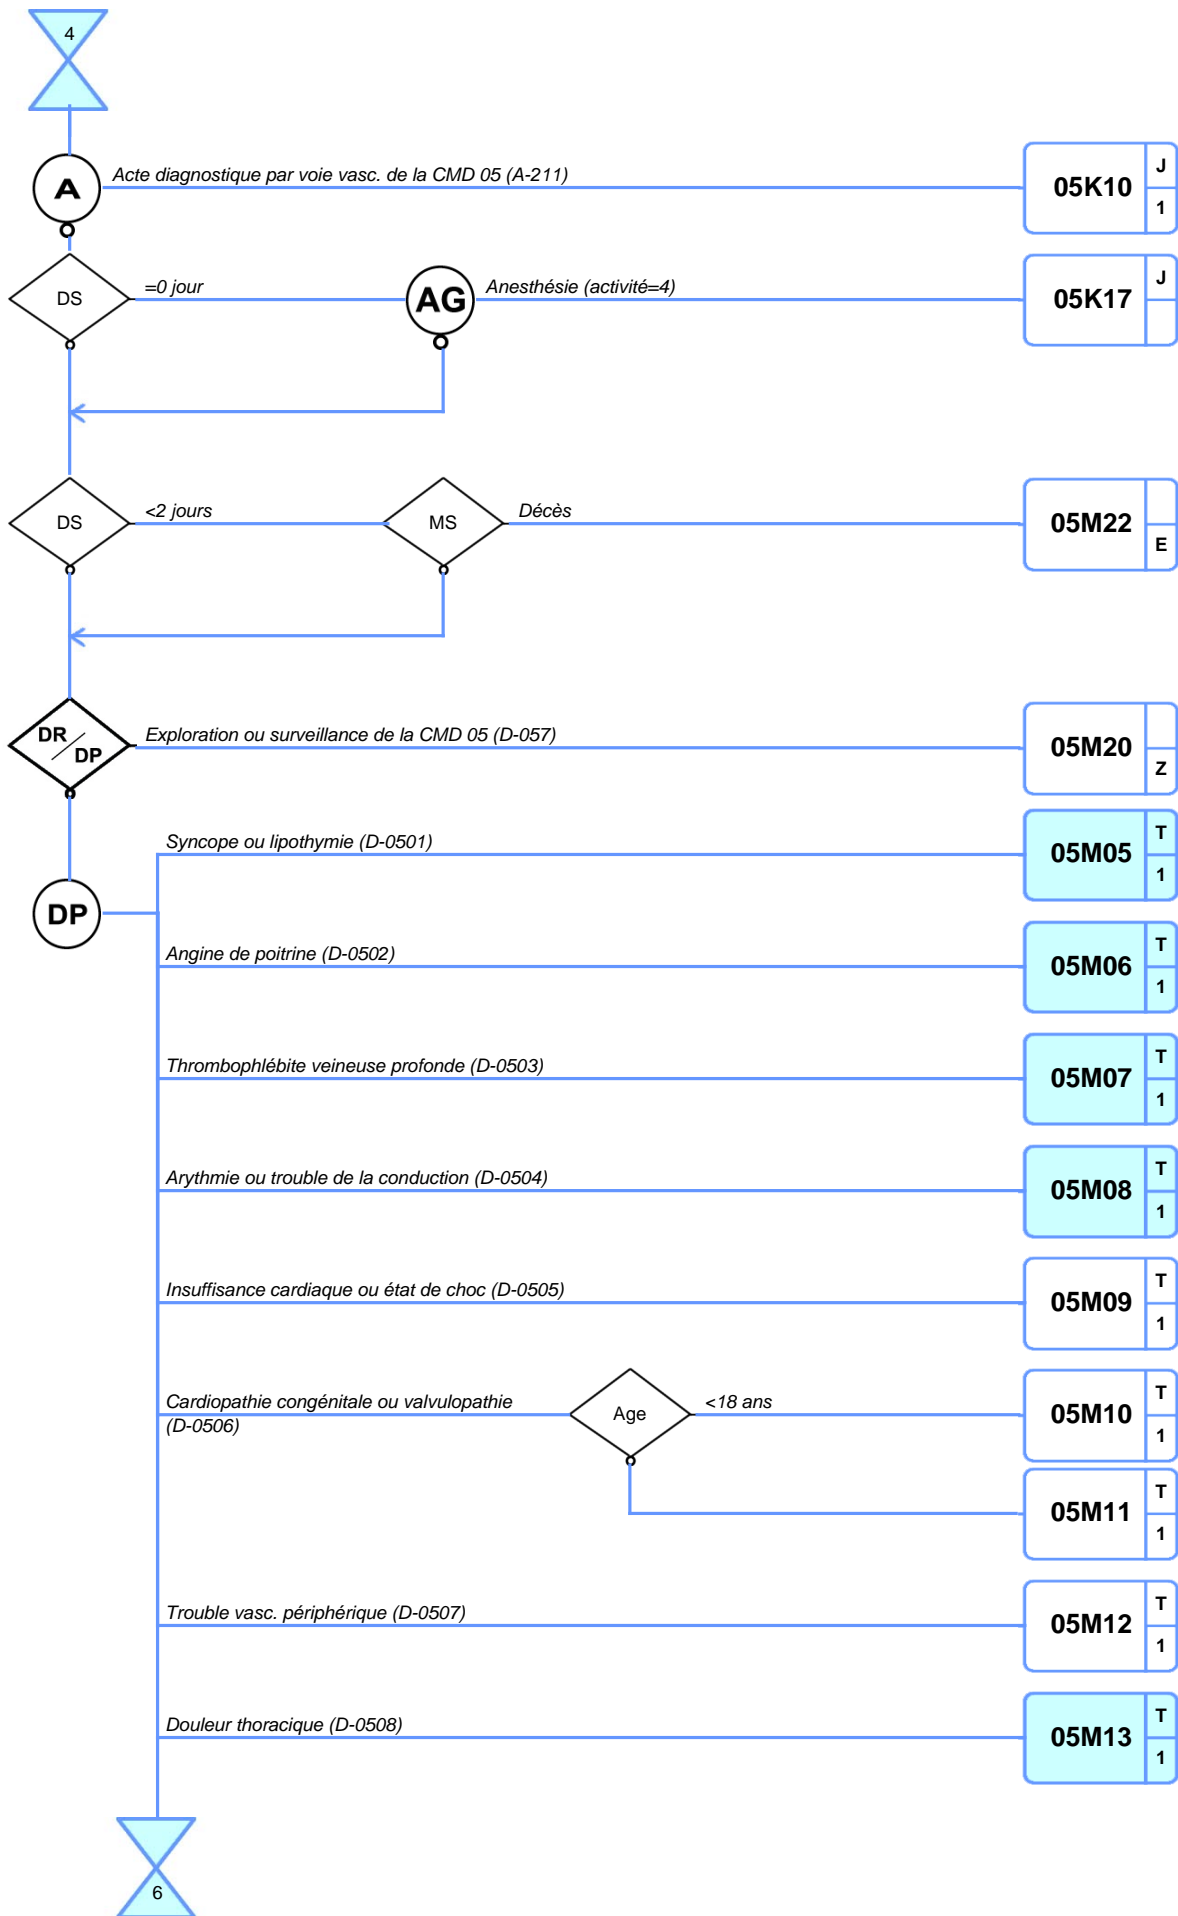 4
A
Acte diagnostique par voie vasc. de la CMD 05 (A-211)
05K10
J
1
DS
=0 jour
AG
Anesthésie (activité=4)
05K17
J
DS
<2 jours
MS
Décès
05M22
E
DR
DP
Exploration ou surveillance de la CMD 05 (D-057)
05M20
Z
DP
Syncope ou lipothymie (D-0501)
05M05
T
1
Angine de poitrine (D-0502)
05M06
T
1
Thrombophlébite veineuse profonde (D-0503)
05M07
T
1
Arythmie ou trouble de la conduction (D-0504)
05M08
T
1
Insuffisance cardiaque ou état de choc (D-0505)
05M09
T
1
Cardiopathie congénitale ou valvulopathie
(D-0506)
Age
<18 ans
05M10
T
1
05M11
T
1
Trouble vasc. périphérique (D-0507)
05M12
T
1
Douleur thoracique (D-0508)
05M13
T
1
6